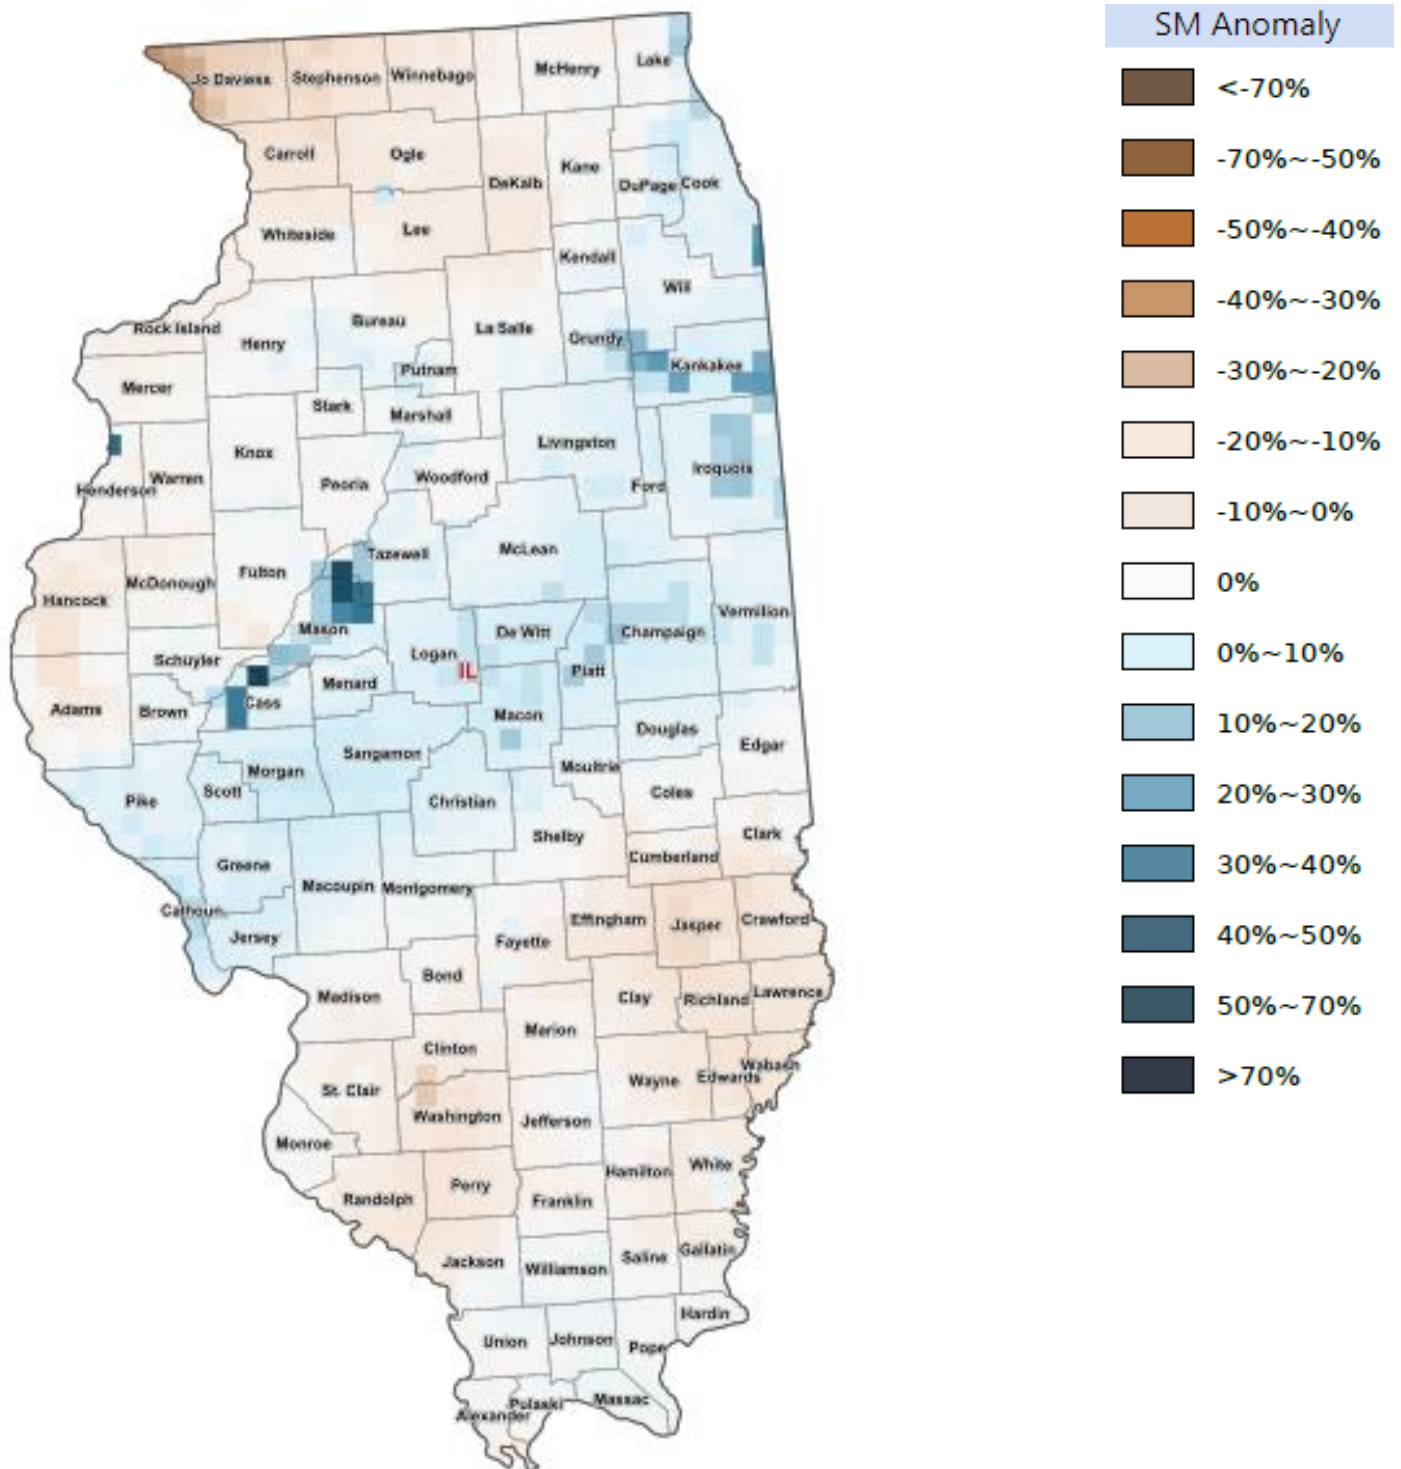 SM Anomaly
<-70%
-70%~-50%
-50%~-40%
-40%~-30%
-30%~-20%
-20%~-10%
-10%~0%
0%
0%~10%
10%~20%
20%~30%
30%~40%
40%~50%
50%~70%
>70%
Jo Daviess
Stephenson
Winnebago
McHenry
Lake
Carroll
Ogle
DeKalb
Kane
DuPage
Cook
Whiteside
Lee
Kendall
Will
Rock Island
Henry
Bureau
La Salle
Grundy
Kankakee
Putnam
Mercer
Stark
Marshall
Knox
Livingston
Iroquois
Henderson
Warren
Peoria
Woodford
Ford
Tazewell
McLean
Hancock
McDonough
Fulton
Mason
Logan
IL
De Witt
Champaign
Vermilion
Schuyler
Piatt
Menard
Adams
Brown
Cass
Macon
Douglas
Edgar
Sangamon
Moultrie
Morgan
Scott
Pike
Christian
Coles
Shelby
Clark
Greene
Macoupin
Montgomery
Cumberland
Calhoun
Jersey
Fayette
Effingham
Jasper
Crawford
Madison
Bond
Clay
Richland
Lawrence
Marion
Clinton
St. Clair
Wayne
Edwards
Wabash
Washington
Jefferson
Monroe
Randolph
Perry
Franklin
Hamilton
White
Jackson
Williamson
Saline
Gallatin
Union
Johnson
Pope
Hardin
Alexander
Pulaski
Massac